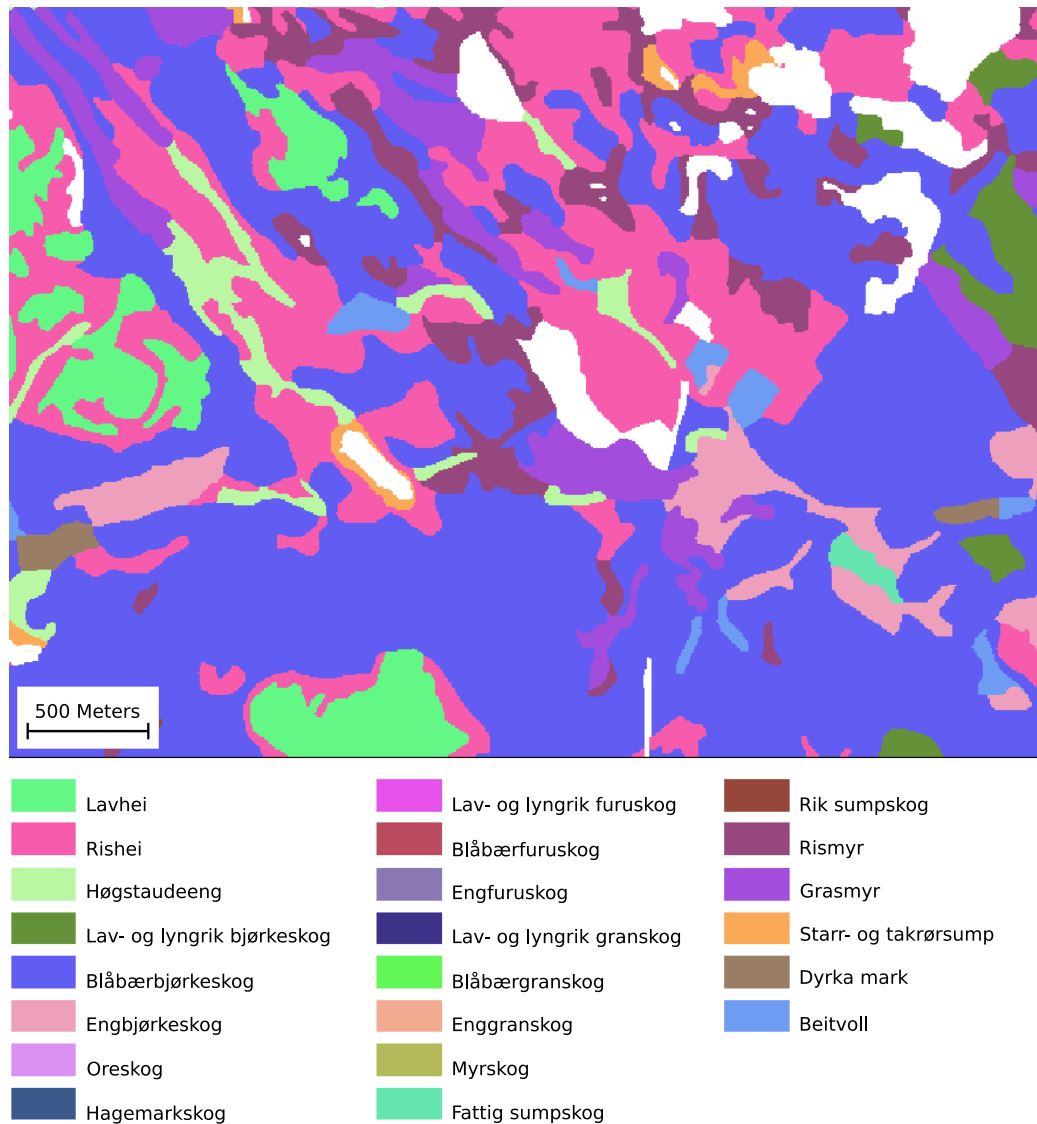 500 Meters
Lavhei
Rishei
Høgstaudeeng
Lav- og lyngrik bjørkeskog
Blåbærbjørkeskog
Engbjørkeskog
Oreskog
Hagemarkskog
Lav- og lyngrik furuskog
Blåbærfuruskog
Engfuruskog
Lav- og lyngrik granskog
Blåbærgranskog
Enggranskog
Myrskog
Fattig sumpskog
Rik sumpskog
Rismyr
Grasmyr
Starr- og takrørsump
Dyrka mark
Beitvoll